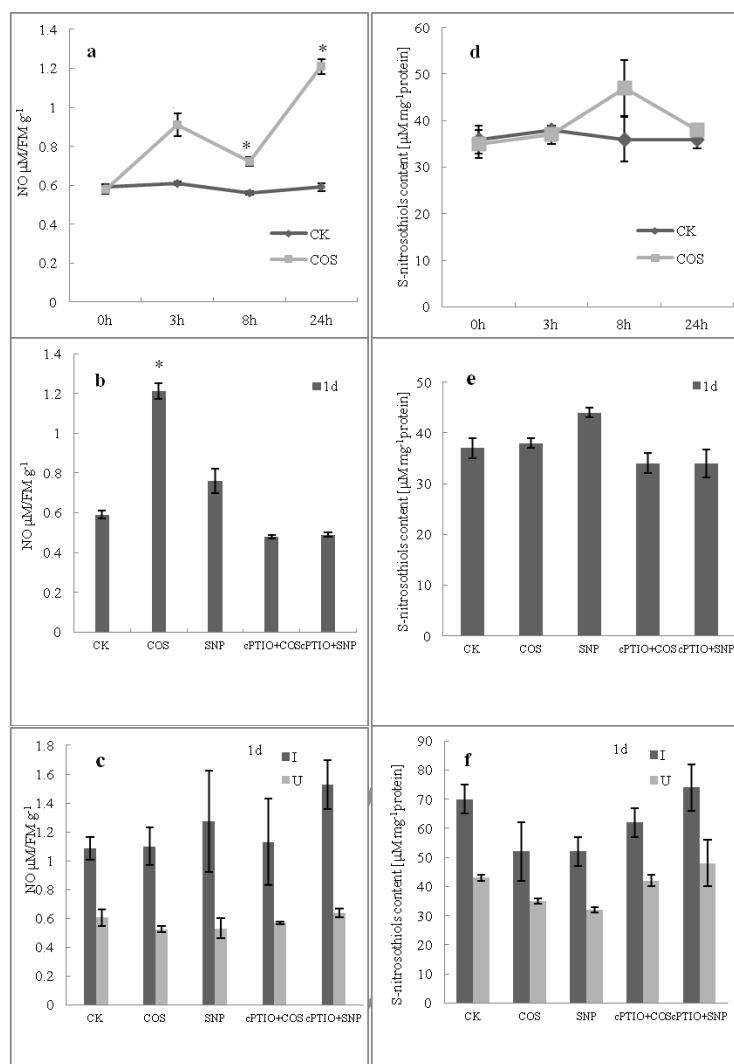 a
NO μM/FM g-1
1.4
1.2
1
0.8
0.6
0.4
0.2
0
*
*
CK
COS
0h 3h 8h 24h
d
S-nitrosothiols content [μM mg-1protein]
60
50
40
30
20
10
0
CK
COS
0h 3h 8h 24h
b
NO μM/FM g-1
1.4
1.2
1
0.8
0.6
0.4
0.2
0
*
1d
CK COS SNP cPTIO+COS cPTIO+SNP
e
S-nitrosothiols content [μM mg-1protein]
50
40
30
20
10
0
1d
CK COS SNP cPTIO+COS cPTIO+SNP
c
NO μM/FM g-1
1.8
1.6
1.4
1.2
1
0.8
0.6
0.4
0.2
0
1d
I
U
CK COS SNP cPTIO+COS cPTIO+SNP
f
S-nitrosothiols content [μM mg-1protein]
90
80
70
60
50
40
30
20
10
0
1d
I
U
CK COS SNP cPTIO+COS cPTIO+SNP